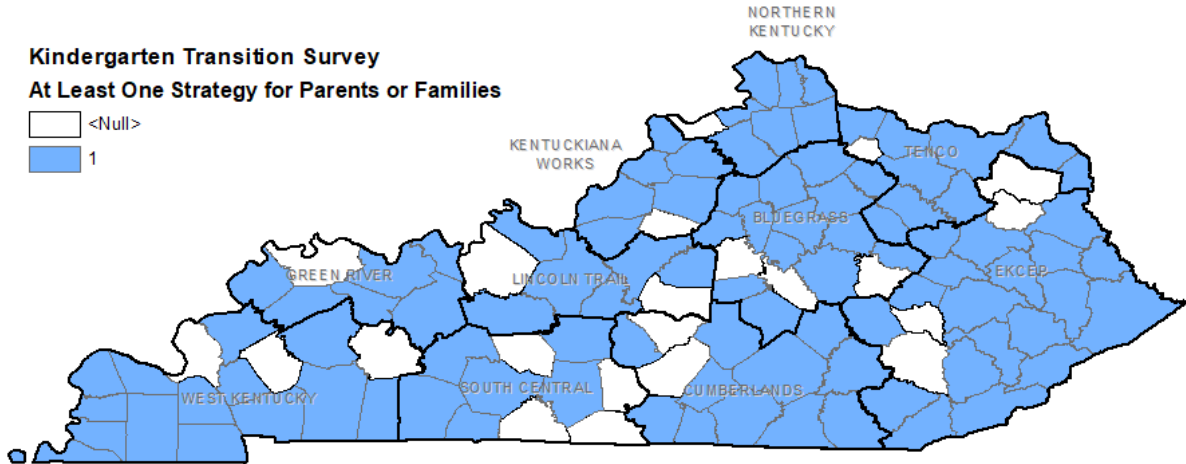 NORTHERN
KENTUCKY
Kindergarten Transition Survey
At Least One Strategy for Parents or Families
<Null>
1
KENTUCKIANA
WORKS
TENCO
BLUEGRASS
GREEN RIVER
LINCOLN TRAIL
EKCEP
WEST KENTUCKY
SOUTH CENTRAL
CUMBERLANDS